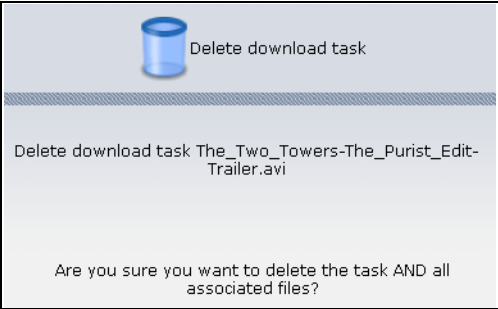 Delete download task
Delete download task The_Two_Towers-The_Purist_Edit-
Trailer.avi
Are you sure you want to delete the task AND all
associated files?